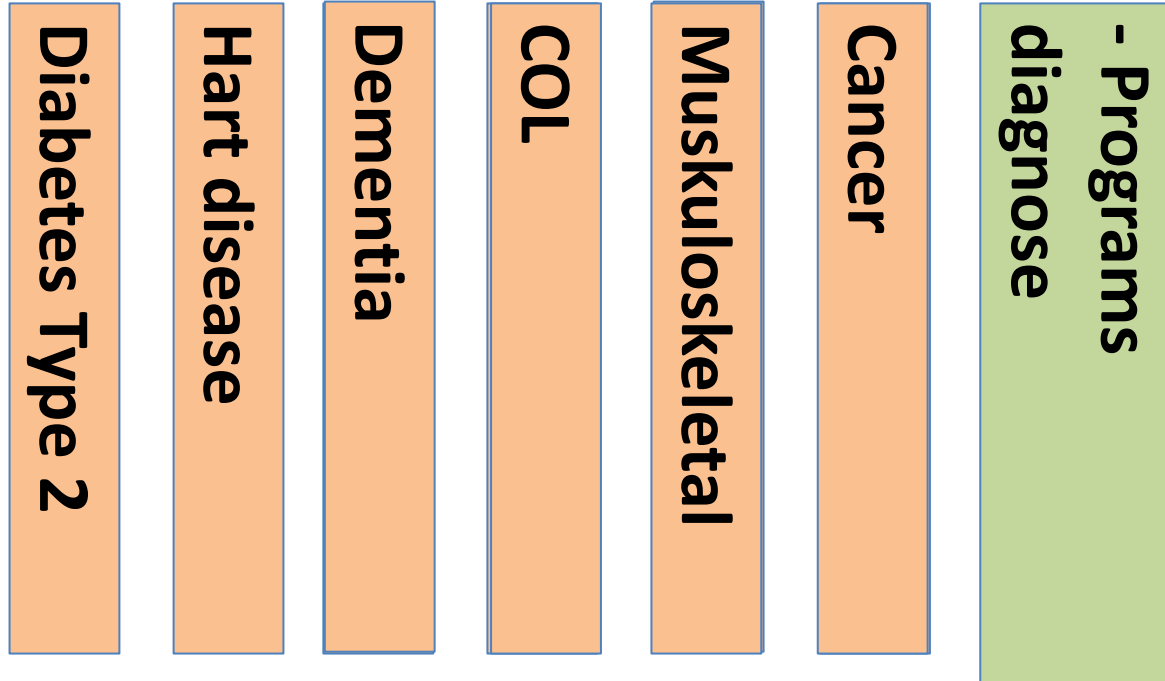 Diabetes Type 2
Hart disease
Dementia
COL
Muskuloskeletal
Cancer
- Programs
diagnose